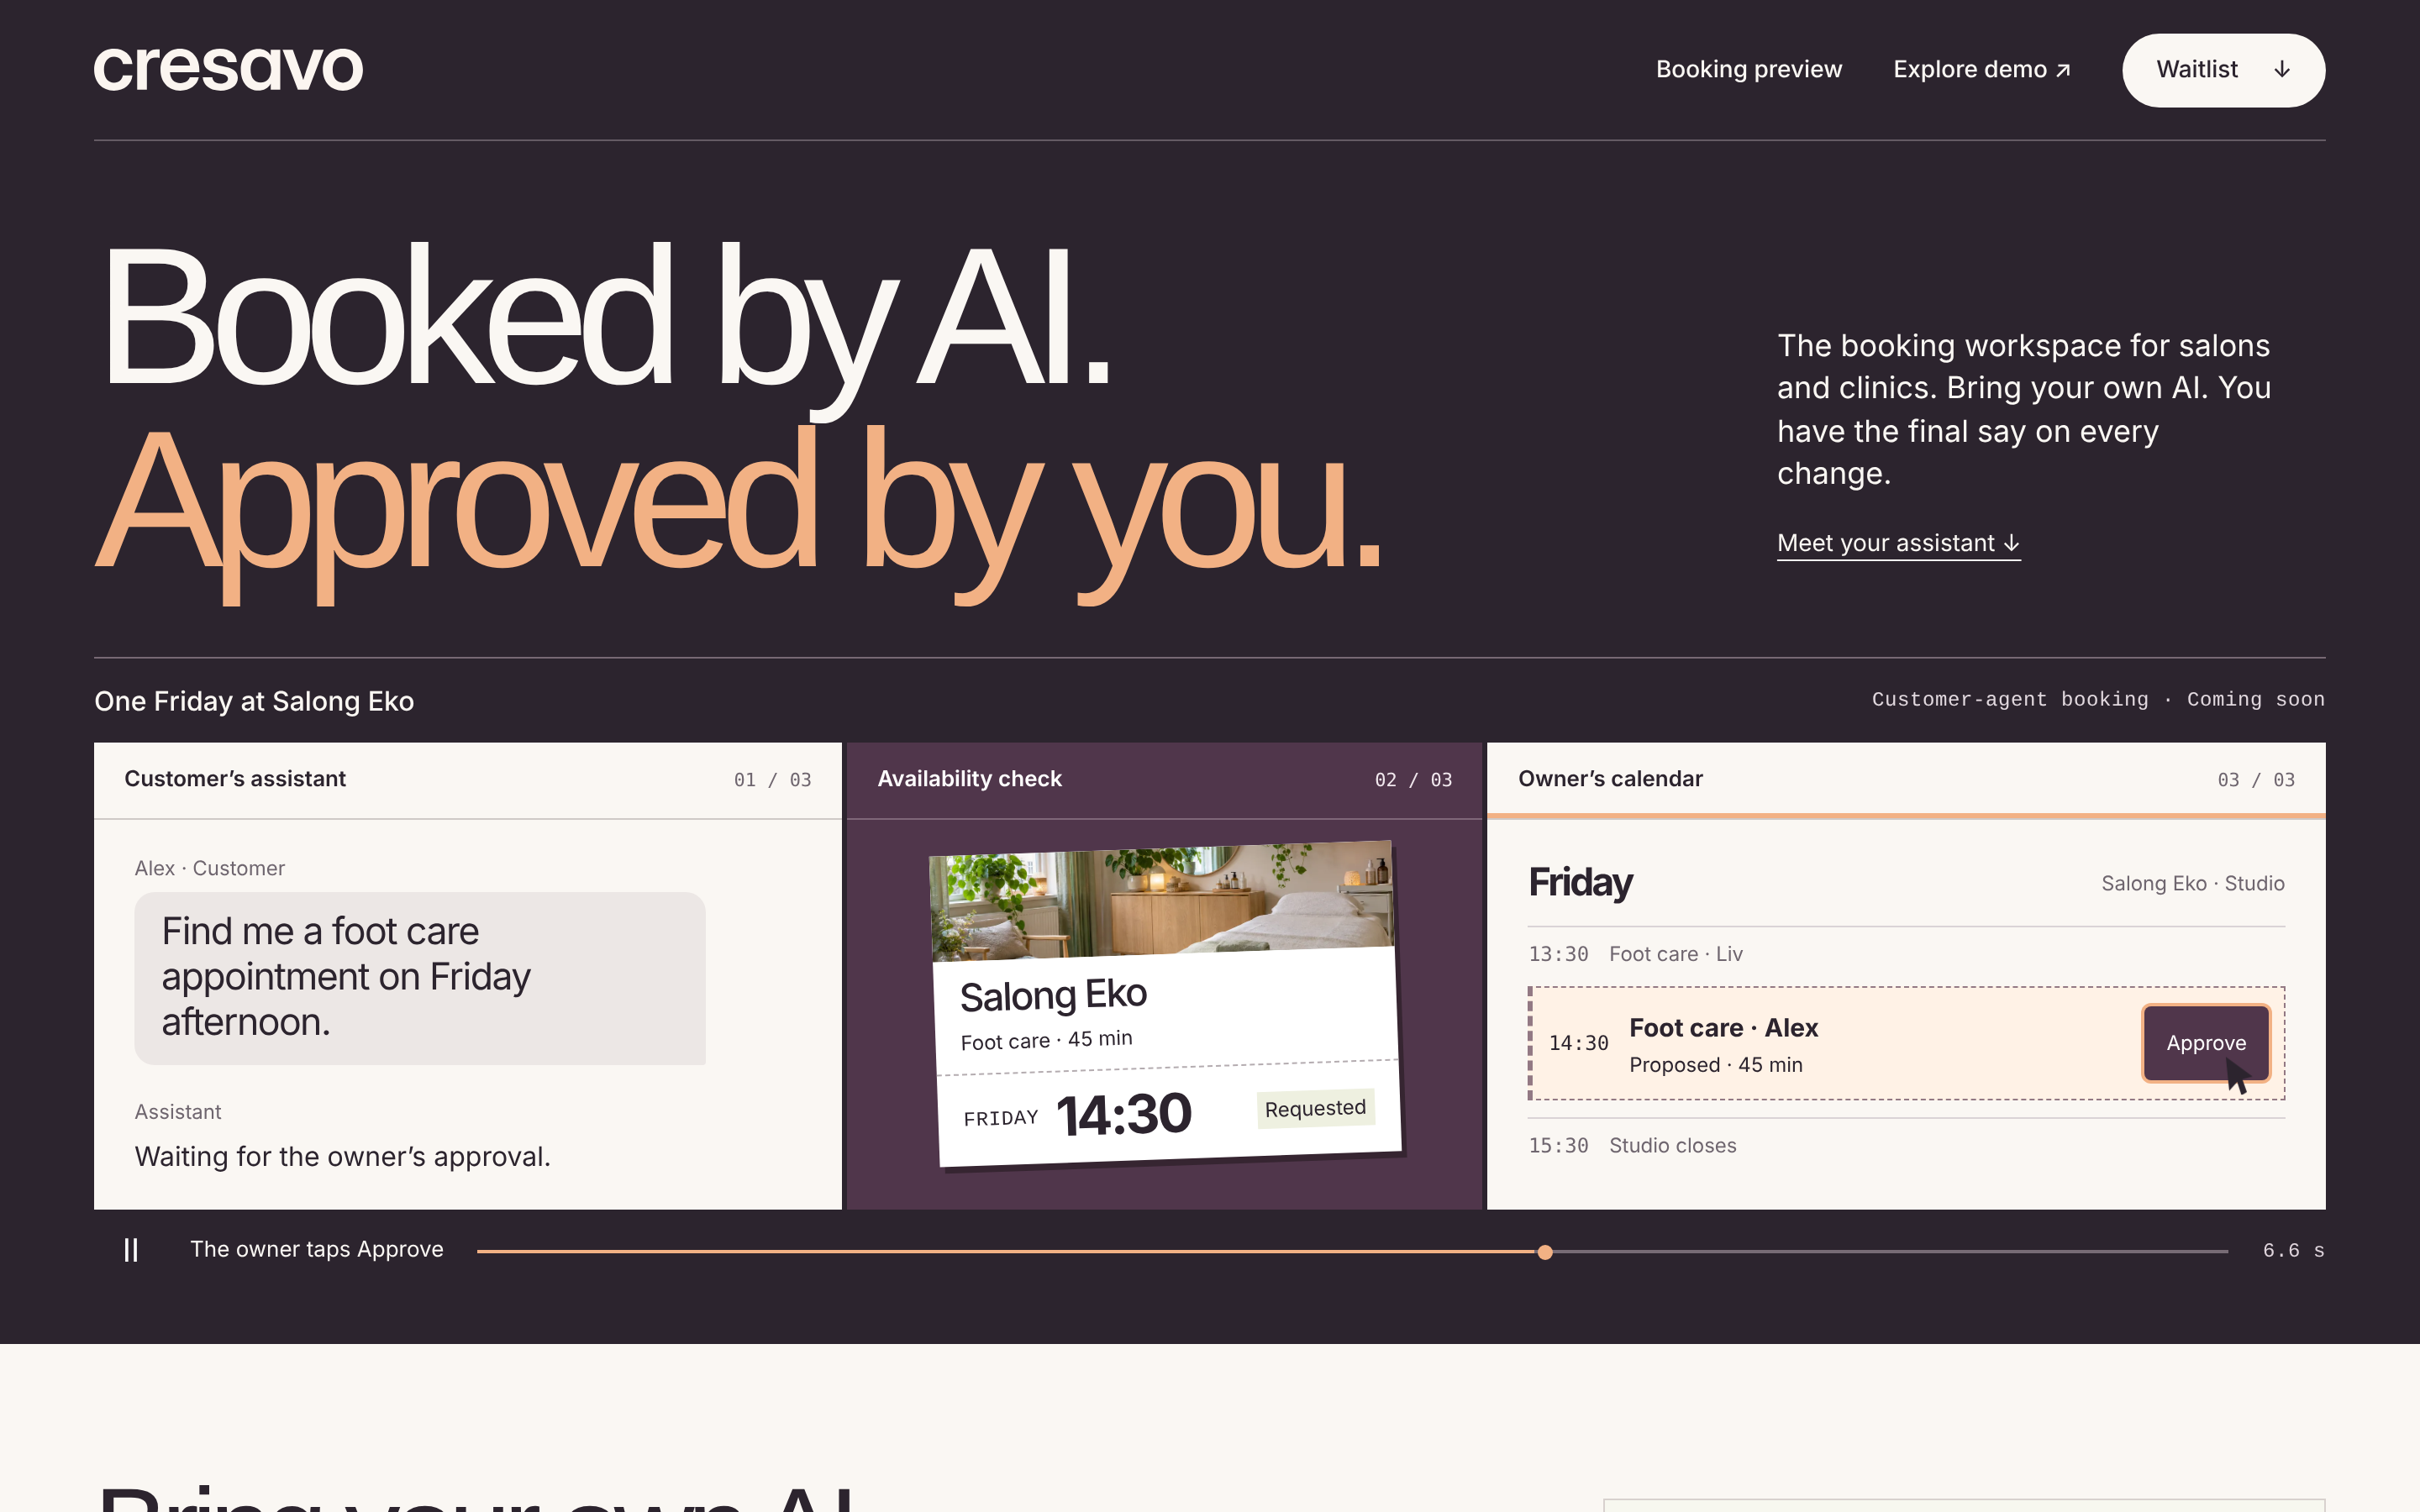 cresavo
Booking preview
Explore demo ↗
Waitlist ↓
Booked by AI.
Approved by you.
The booking workspace for salons
and clinics. Bring your own AI. You
have the final say on every
change.
Meet your assistant ↓
One Friday at Salong Eko
Customer-agent booking · Coming soon
Customer’s assistant
01 / 03
Alex · Customer
Find me a foot care
appointment on Friday
afternoon.
Assistant
Waiting for the owner’s approval.
Availability check
02 / 03
Salong Eko
Foot care · 45 min
FRIDAY 14:30 Requested
Owner’s calendar
03 / 03
Friday
Salong Eko · Studio
13:30 Foot care · Liv
14:30 Foot care · Alex
Proposed · 45 min
Approve
15:30 Studio closes
The owner taps Approve
6.6 s
Bring your own AI